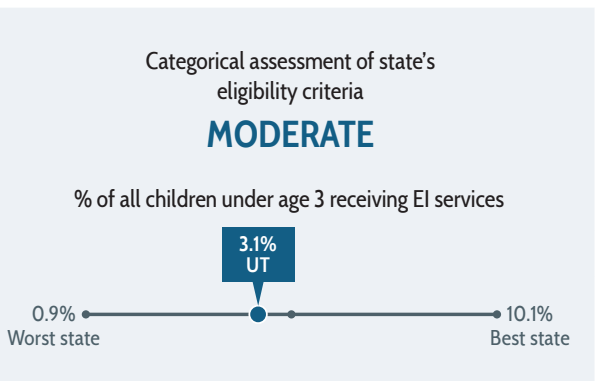 Categorical assessment of state's
eligibility criteria
MODERATE
% of all children under age 3 receiving EI services
3.1%
UT
0.9%
Worst state
10.1%
Best state